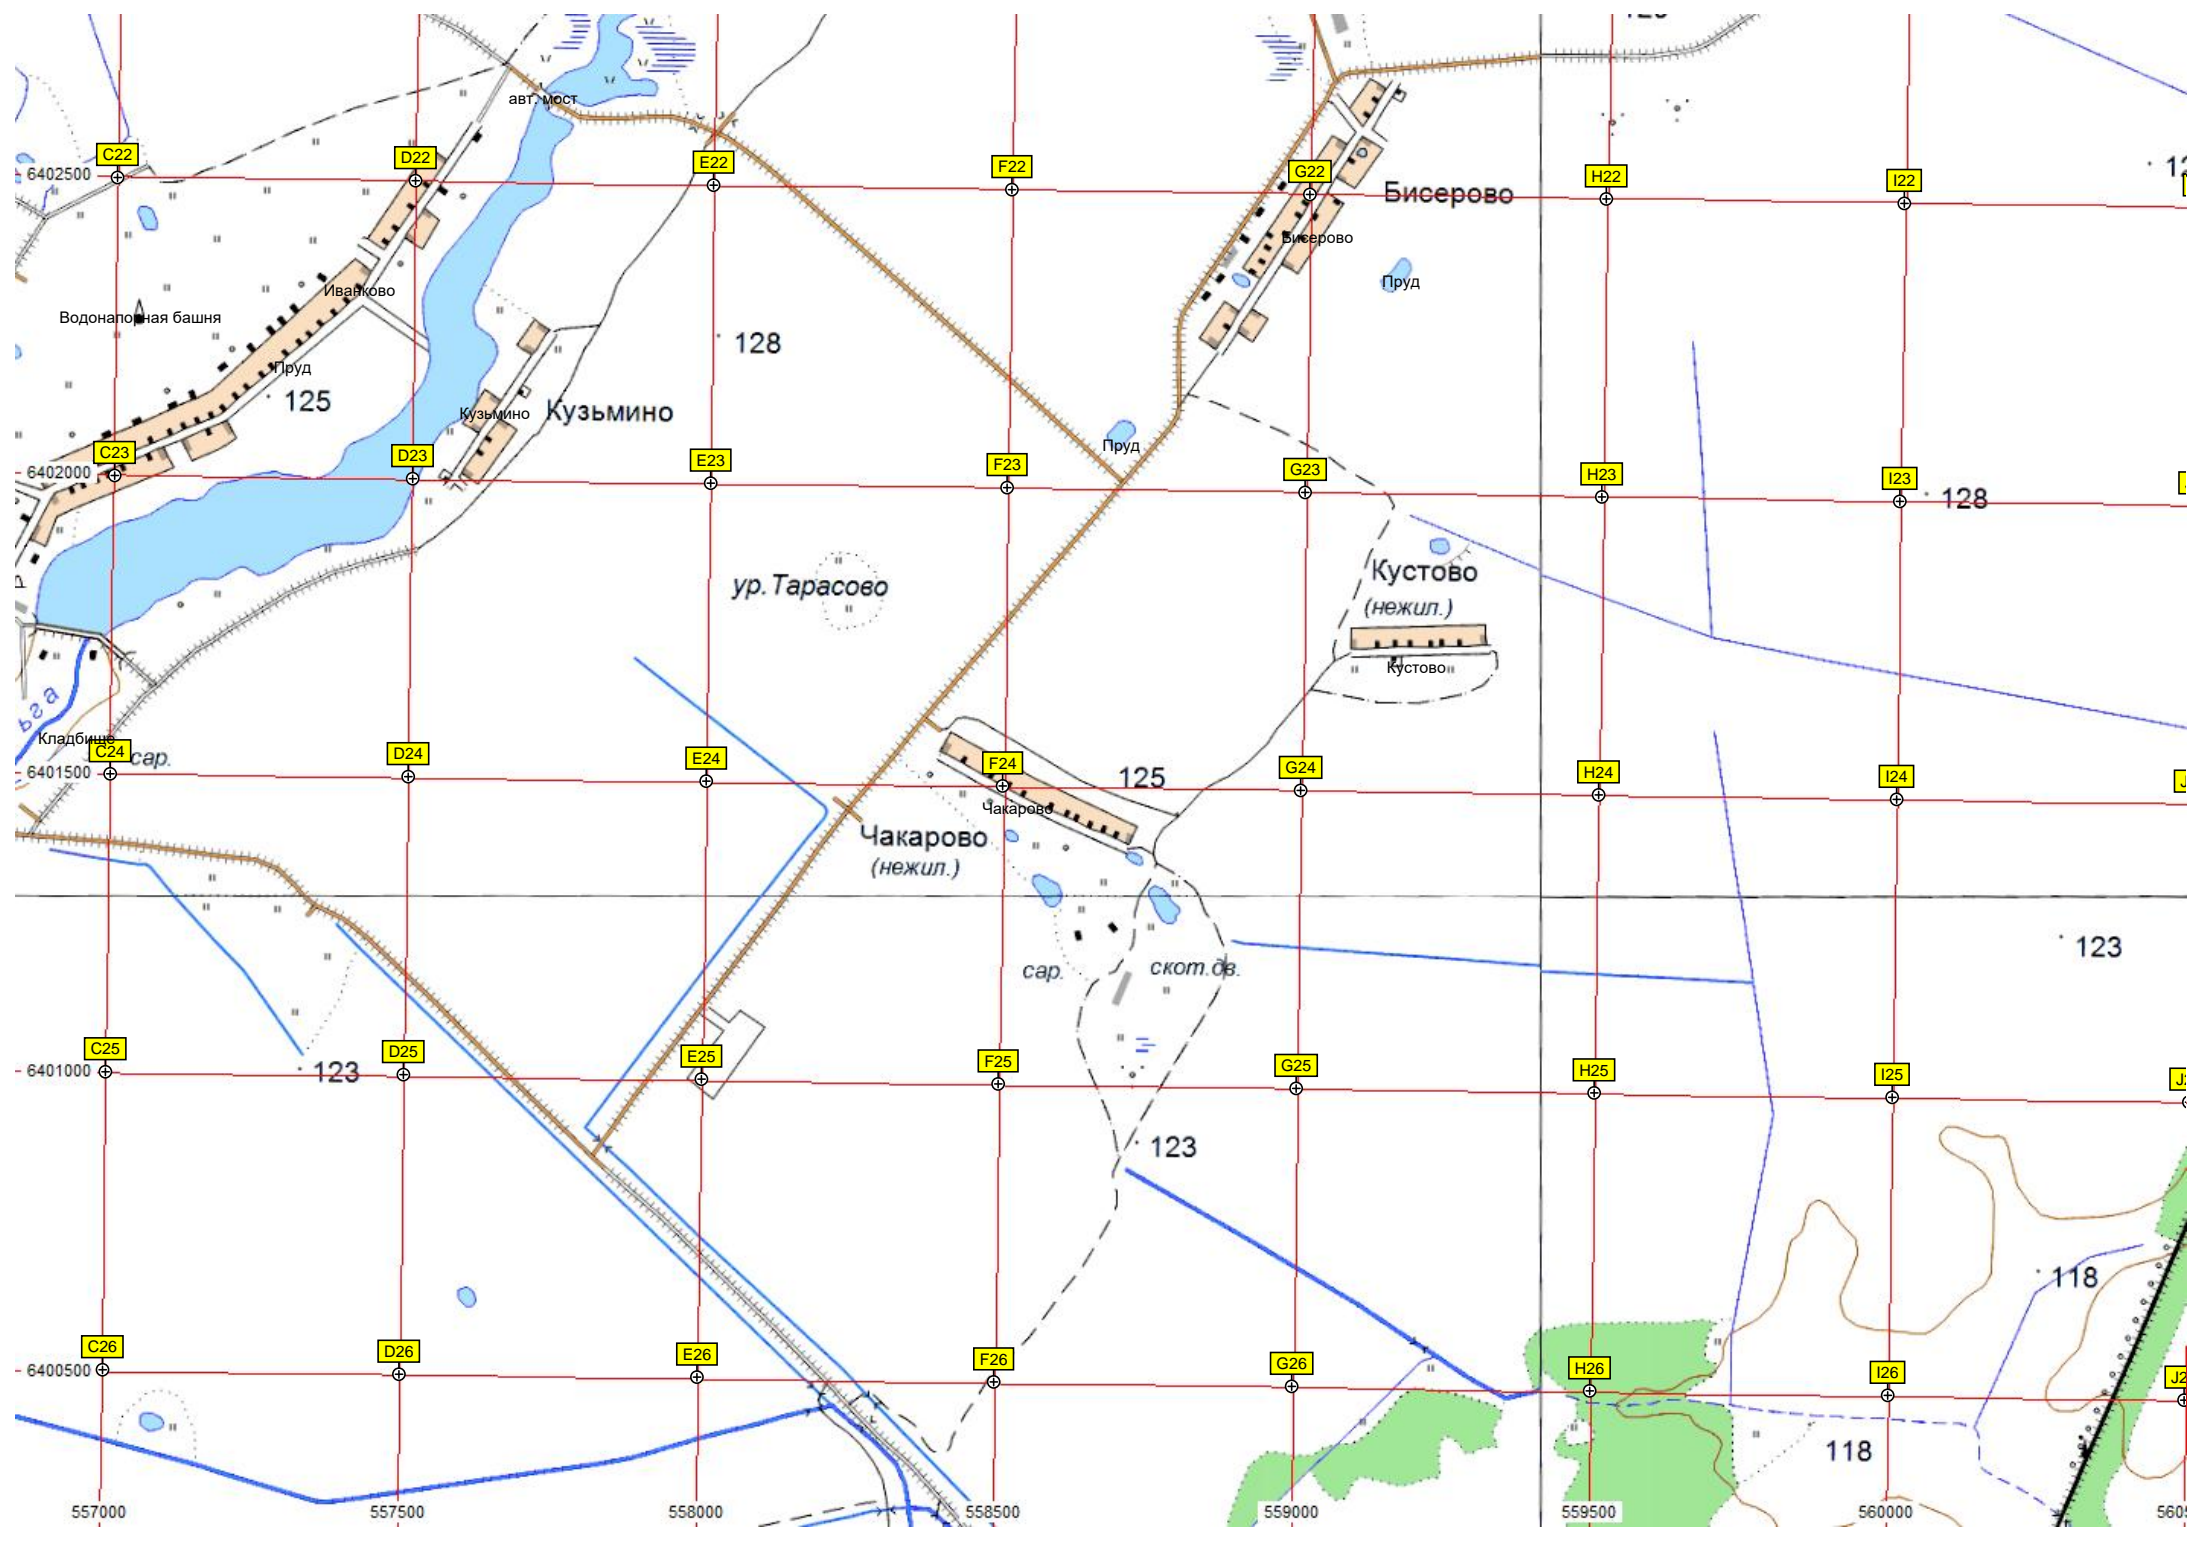 авт. мост
C22
D22
E22
F22
G22
H22
I22
6402500
Бисерово
Бисерово
Пруд
Иванково
Водонапорная башня
128
Пруд
125
Кузьмино
Кузьмино
Пруд
C23
D23
E23
F23
G23
H23
I23
6402000
128
ур.Тарасово
Кустово
(нежил.)
Кустово
Кладбище
сар.
C24
D24
E24
F24
G24
H24
I24
6401500
125
Чакарово
Чакарово
(нежил.)
123
сар.
скот.дв.
C25
D25
E25
F25
G25
H25
I25
6401000
123
123
118
C26
D26
E26
F26
G26
H26
I26
6400500
118
557000
557500
558000
558500
559000
559500
560000